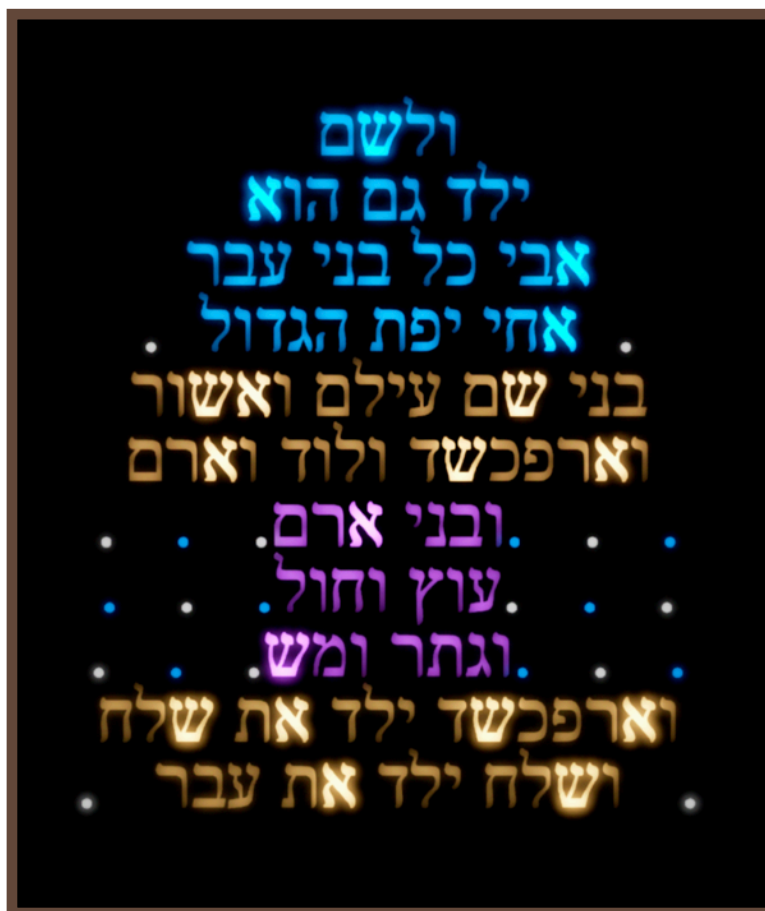 ולשם
ילד גם הוא
אבי כל בני עבר
אחי יפת הגדול
בני שם עילם ואשור
וארפכשד ולוד וארם
ובני ארם
עוץ וחול
וגתר ומש
וארפכשד ילד את שלח
ושלח ילד את עבר